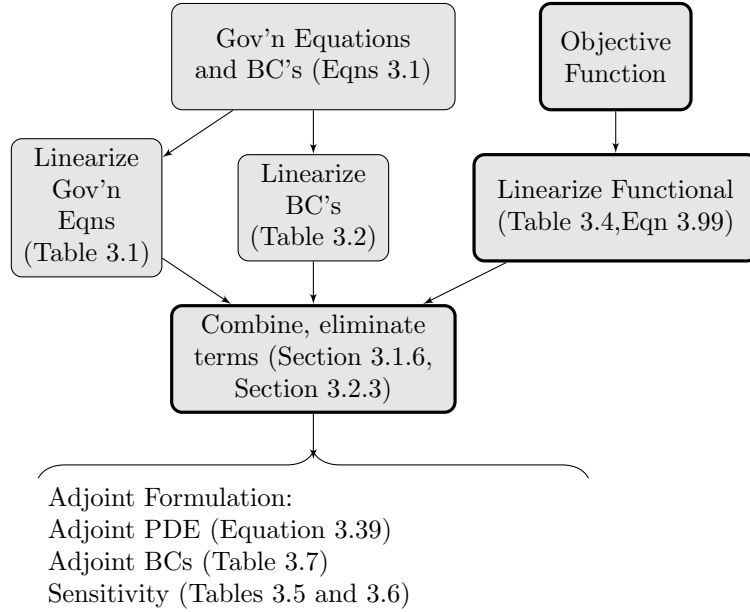 Gov'n Equations
and BC's (Eqns 3.1)
Objective
Function
Linearize
Gov'n
Eqns
(Table 3.1)
Linearize
BC's
(Table 3.2)
Linearize Functional
(Table 3.4,Eqn 3.99)
Combine, eliminate
terms (Section 3.1.6,
Section 3.2.3)
Adjoint Formulation:
Adjoint PDE (Equation 3.39)
Adjoint BCs (Table 3.7)
Sensitivity (Tables 3.5 and 3.6)